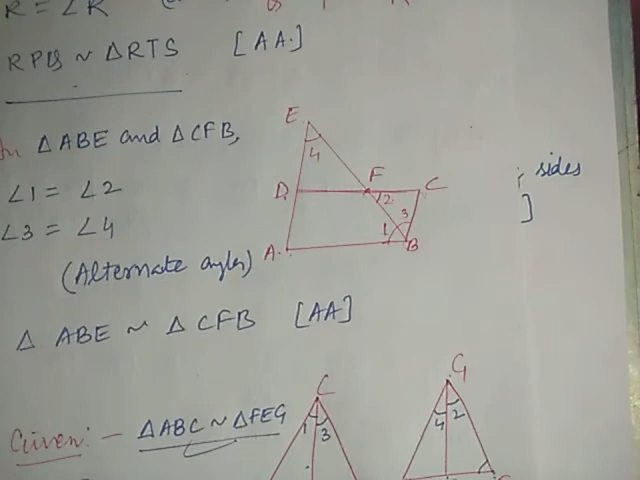 R = ∠R
RPQ ~ ΔRTS [AA.]
In ΔABE and ΔCFB,
∠1 = ∠2
∠3 = ∠4
(Alternate angles)
Δ ABE ~ Δ CFB [AA]
E
4
D.
F
C
2
3
1
A.
B
; sides
]
Given:- ΔABC ~ ΔFEG
C
1 3
G
4 2